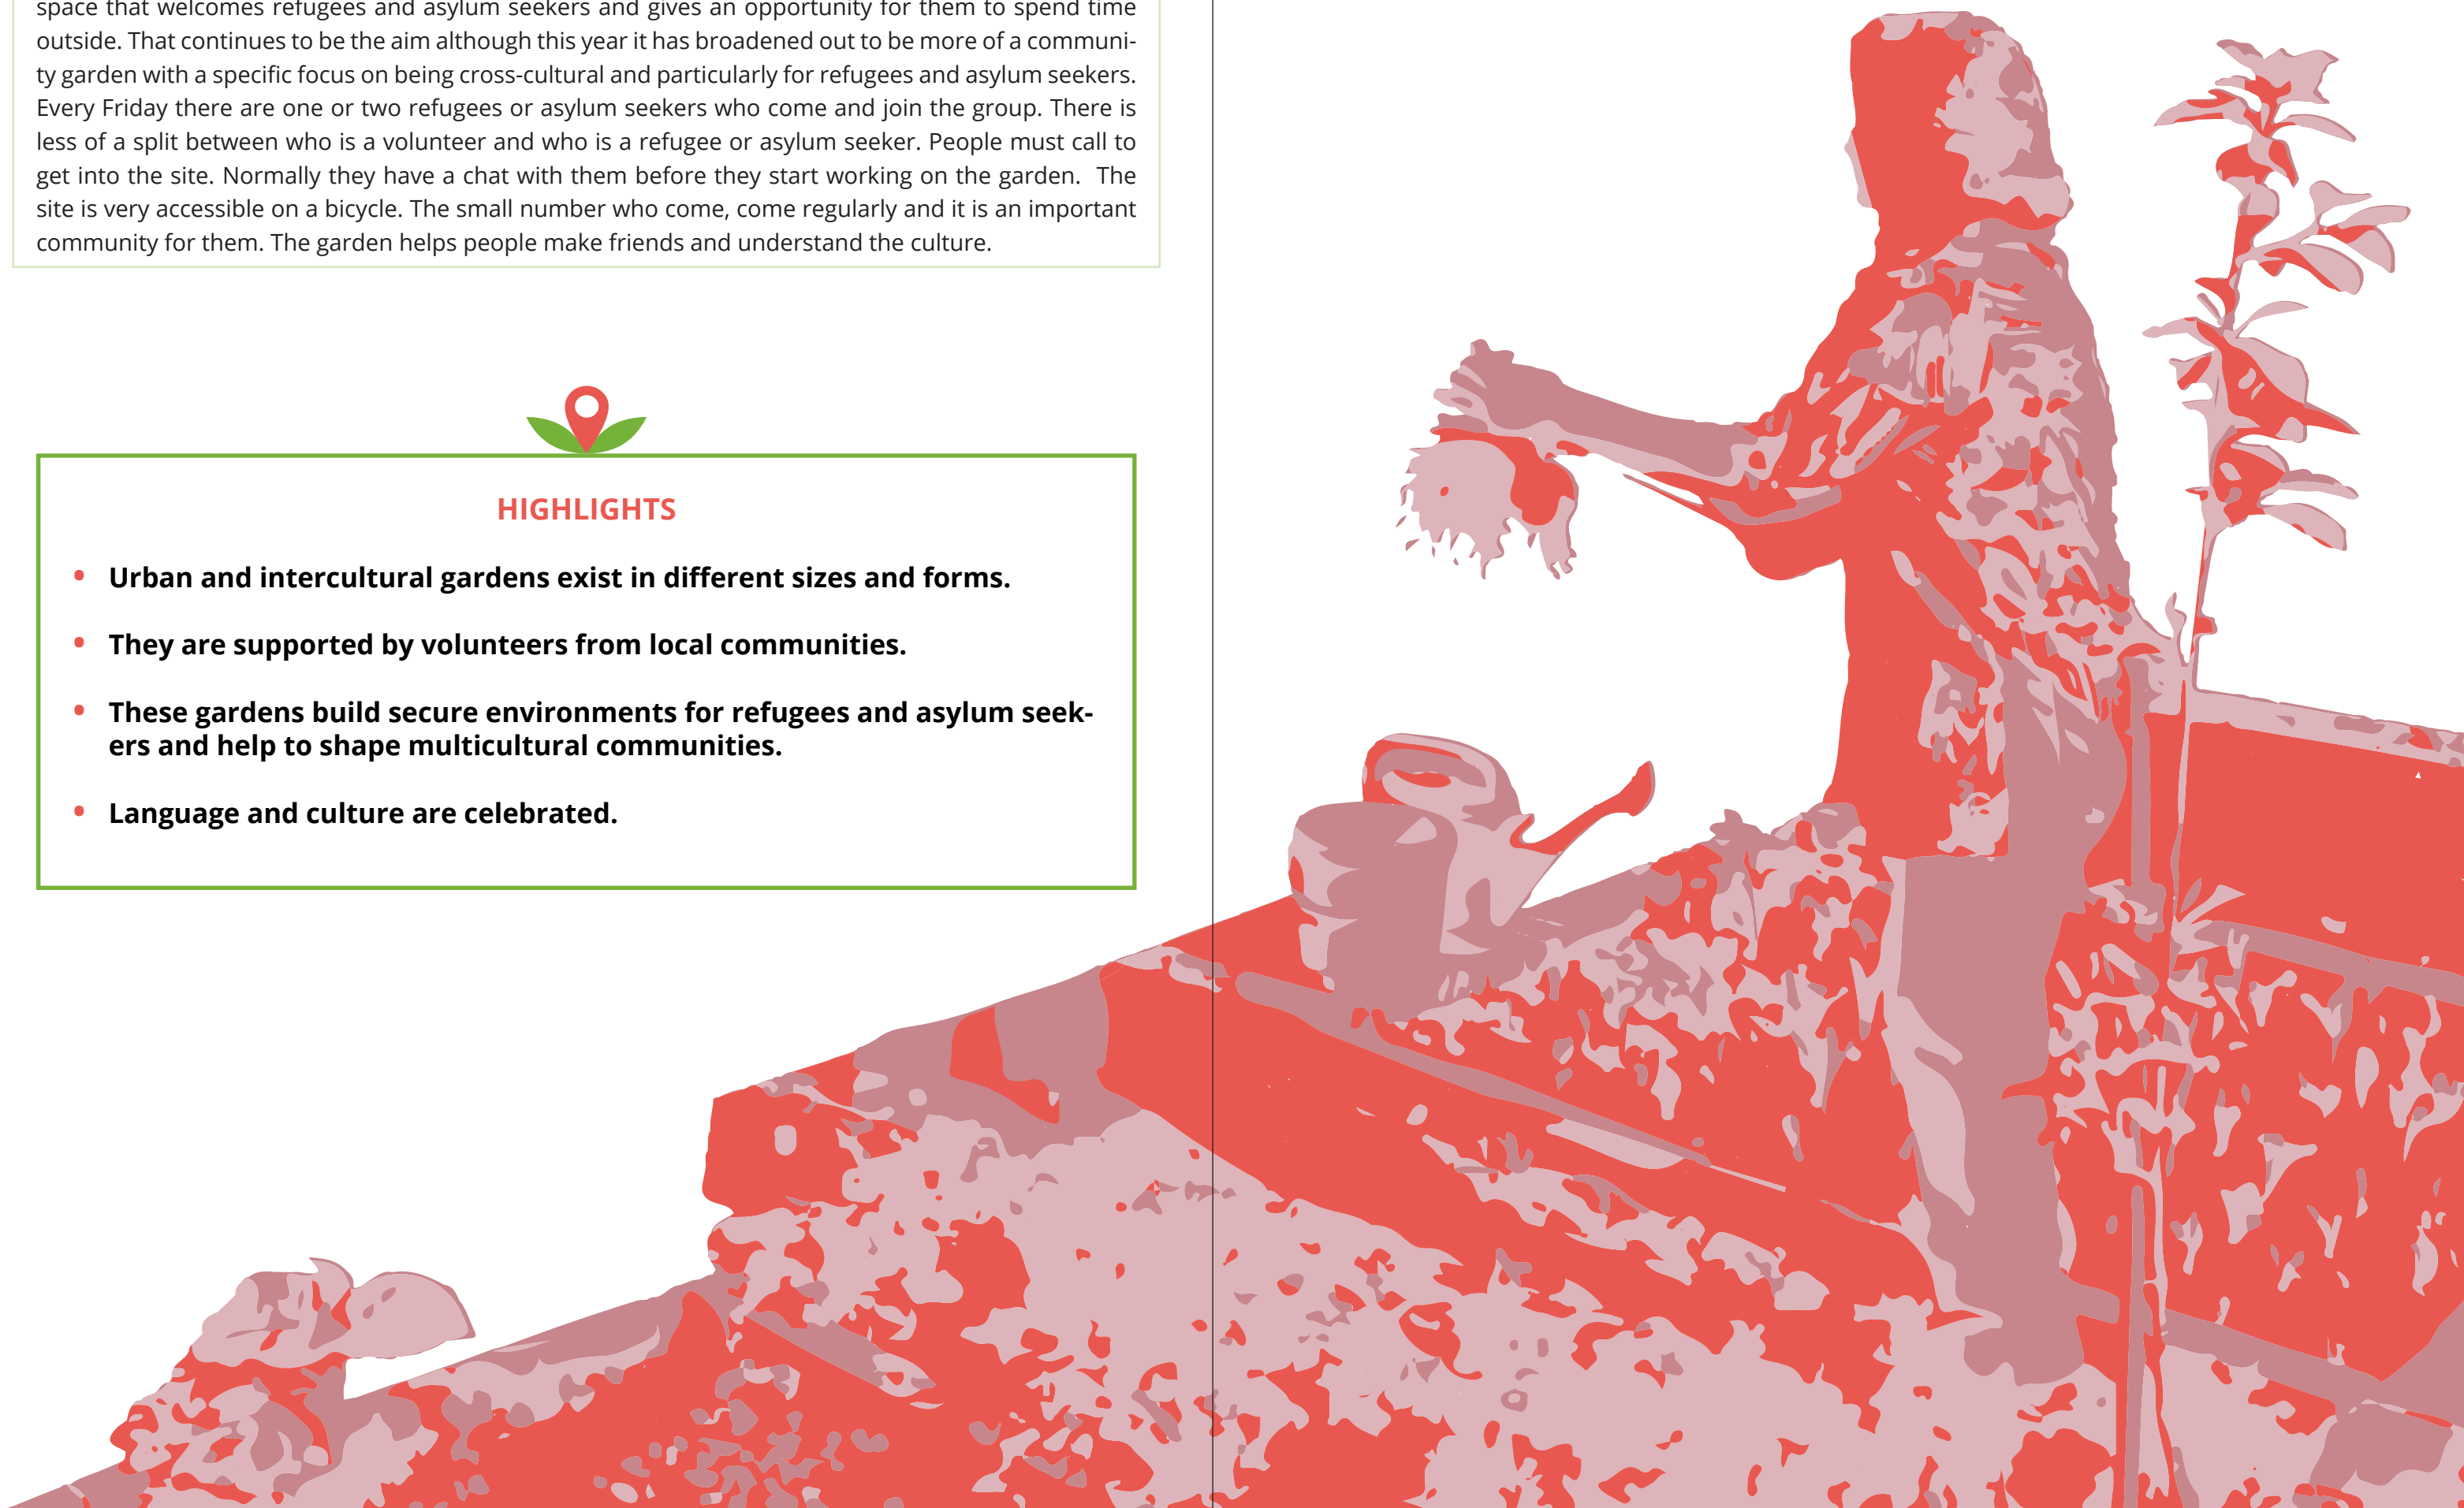 space that welcomes refugees and asylum seekers and gives an opportunity for them to spend time
outside. That continues to be the aim although this year it has broadened out to be more of a communi-
ty garden with a specific focus on being cross-cultural and particularly for refugees and asylum seekers.
Every Friday there are one or two refugees or asylum seekers who come and join the group. There is
less of a split between who is a volunteer and who is a refugee or asylum seeker. People must call to
get into the site. Normally they have a chat with them before they start working on the garden.  The
site is very accessible on a bicycle. The small number who come, come regularly and it is an important
community for them. The garden helps people make friends and understand the culture.
HIGHLIGHTS
• Urban and intercultural gardens exist in different sizes and forms.
• They are supported by volunteers from local communities.
• These gardens build secure environments for refugees and asylum seek-
ers and help to shape multicultural communities.
• Language and culture are celebrated.